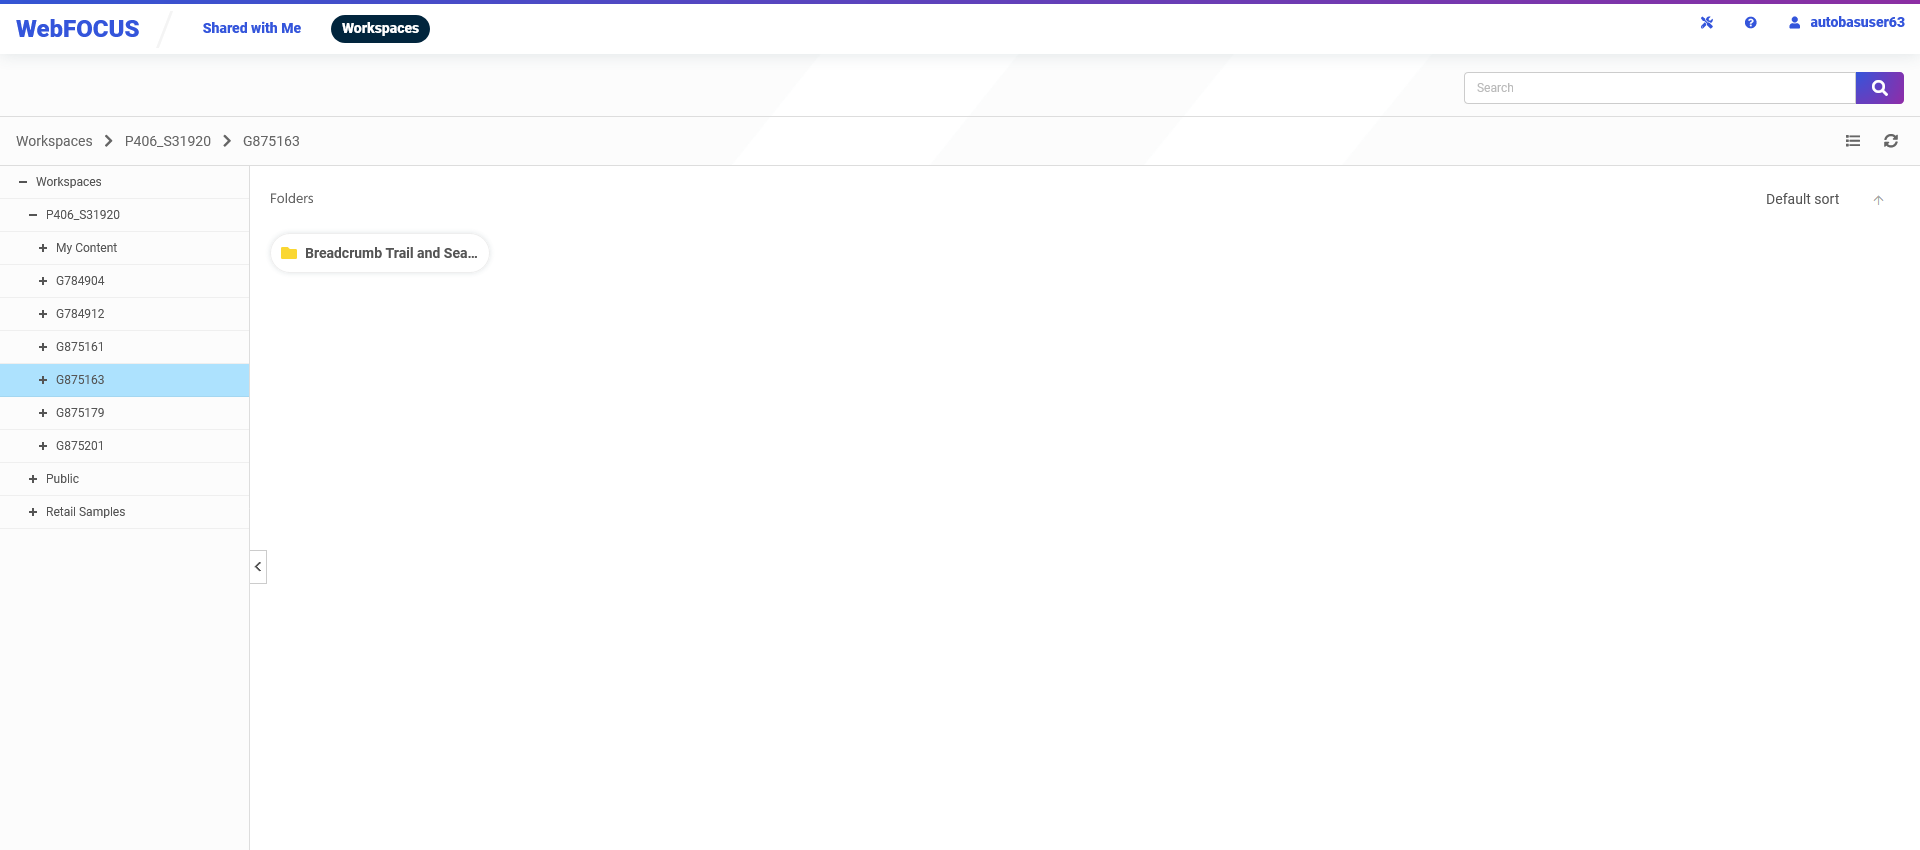 WebFOCUS
Shared with Me
Workspaces
autobasuser63
Search
Workspaces P406_S31920 G875163
Workspaces
P406_S31920
My Content
G784904
G784912
G875161
G875163
G875179
G875201
Public
Retail Samples
Folders
Default sort
Breadcrumb Trail and Sea...